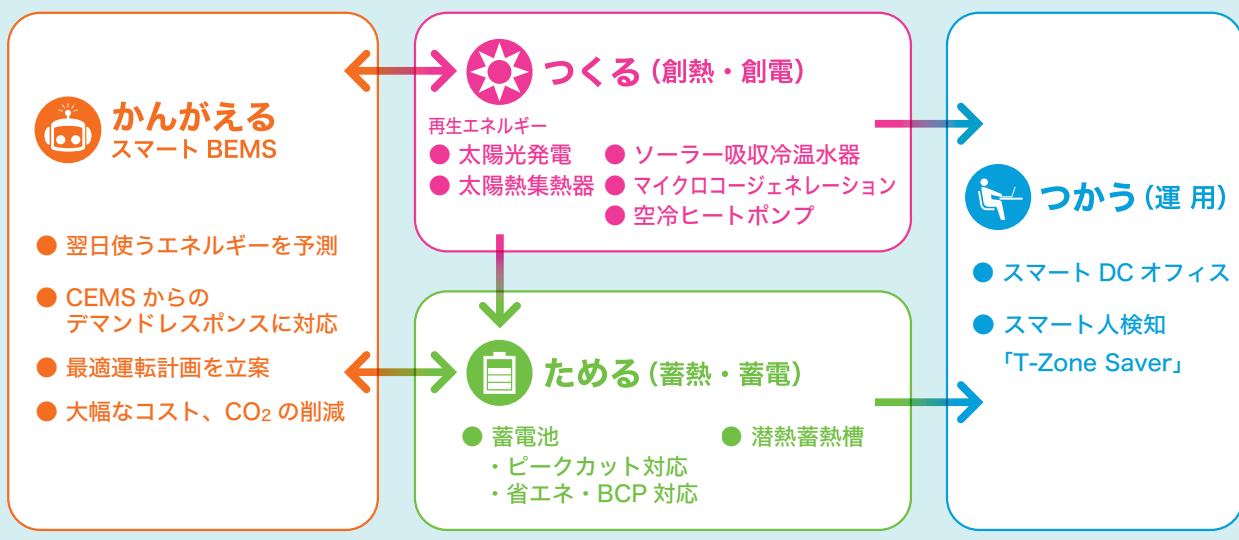 かんがえる
スマート BEMS
● 翌日使うエネルギーを予測
● CEMS からの
デマンドレスポンスに対応
● 最適運転計画を立案
● 大幅なコスト、CO2 の削減
つくる(創熱・創電)
再生エネルギー
● 太陽光発電
● 太陽熱集熱器
● ソーラー吸収冷温水器
● マイクロコージェネレーション
● 空冷ヒートポンプ
ためる(蓄熱・蓄電)
● 蓄電池
・ピークカット対応
・省エネ・BCP 対応
● 潜熱蓄熱槽
つかう(運 用)
● スマート DC オフィス
● スマート人検知
「T-Zone Saver」